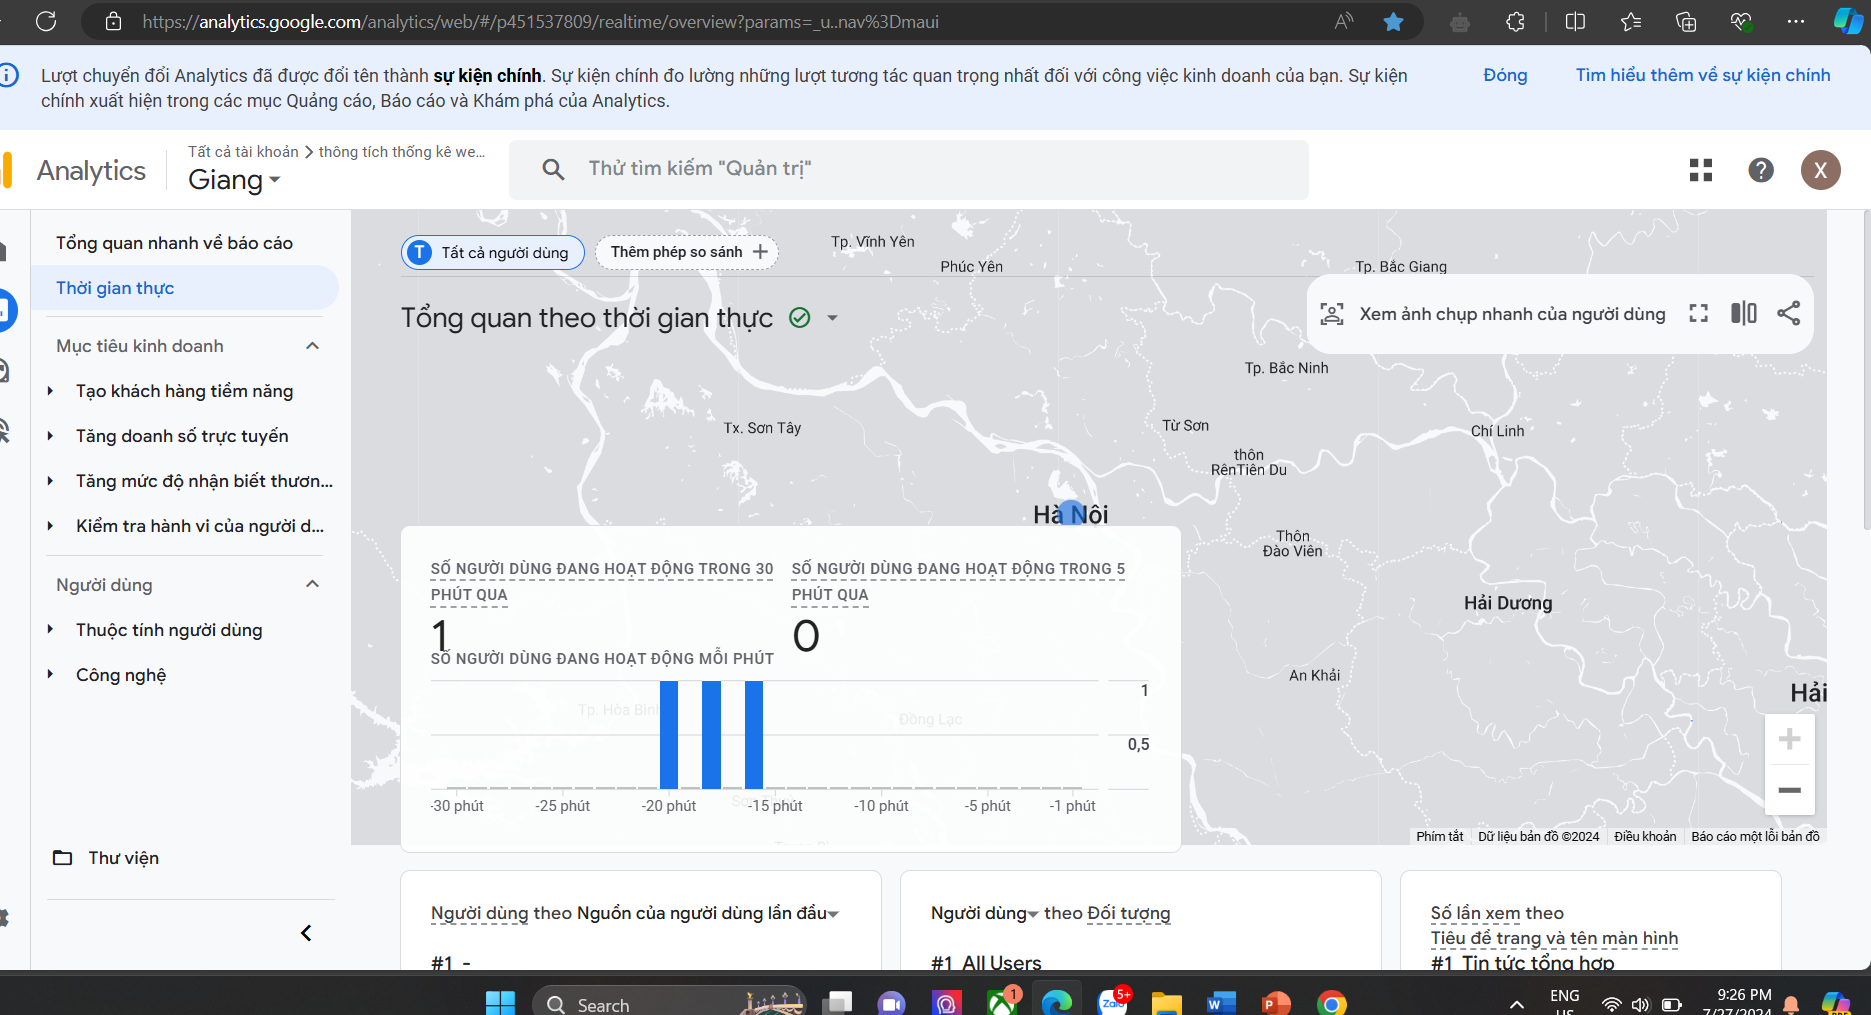 https://analytics.google.com/analytics/web/#/p451537809/realtime/overview?params=_u..nav%3Dmaui
Lượt chuyển đổi Analytics đã được đổi tên thành sự kiện chính. Sự kiện chính đo lường những lượt tương tác quan trọng nhất đối với công việc kinh doanh của bạn. Sự kiện
chính xuất hiện trong các mục Quảng cáo, Báo cáo và Khám phá của Analytics.
Đóng
Tìm hiểu thêm về sự kiện chính
Analytics
Tất cả tài khoản > thông tích thống kê we...
Giang
Thử tìm kiếm "Quản trị"
X
Tổng quan nhanh về báo cáo
Thời gian thực
Mục tiêu kinh doanh
Tạo khách hàng tiềm năng
Tăng doanh số trực tuyến
Tăng mức độ nhận biết thươn...
Kiểm tra hành vi của người d...
Người dùng
Thuộc tính người dùng
Công nghệ
Thư viện
T Tất cả người dùng
Thêm phép so sánh +
Tổng quan theo thời gian thực
Xem ảnh chụp nhanh của người dùng
Tp. Vĩnh Yên
Phúc Yên
Tp. Bắc Giang
Tp. Bắc Ninh
Tx. Sơn Tây
Từ Sơn
Chí Linh
thôn
RênTiên Du
Hà Nôi
Thôn
Đào Viên
Hải Dương
An Khải
Hải
SỐ NGƯỜI DÙNG ĐANG HOẠT ĐỘNG TRONG 30
PHÚT QUA
1
SỐ NGƯỜI DÙNG ĐANG HOẠT ĐỘNG TRONG 5
PHÚT QUA
0
SỐ NGƯỜI DÙNG ĐANG HOẠT ĐỘNG MỖI PHÚT
1
0,5
Tp. Hòa Bình
Đồng Lạc
-30 phút
-25 phút
-20 phút
-15 phút
-10 phút
-5 phút
-1 phút
Phím tắt
Dữ liệu bản đồ ©2024
Điều khoản
Báo cáo một lỗi bản đồ
Người dùng theo Nguồn của người dùng lần đầu
#1 -
Người dùng theo Đối tượng
#1 All Users
Số lần xem theo
Tiêu đề trang và tên màn hình
#1 Tin tức tổng hợp
Search
1
Zalo
5+
W
P
ENG
US
9:26 PM
7/27/2024